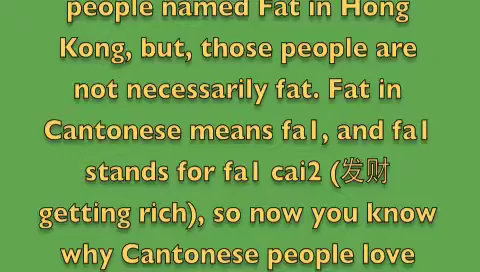 people named Fat in Hong
Kong, but, those people are
not necessarily fat. Fat in
Cantonese means fa1, and fa1
stands for fa1 cai2 (发财
getting rich), so now you know
why Cantonese people love